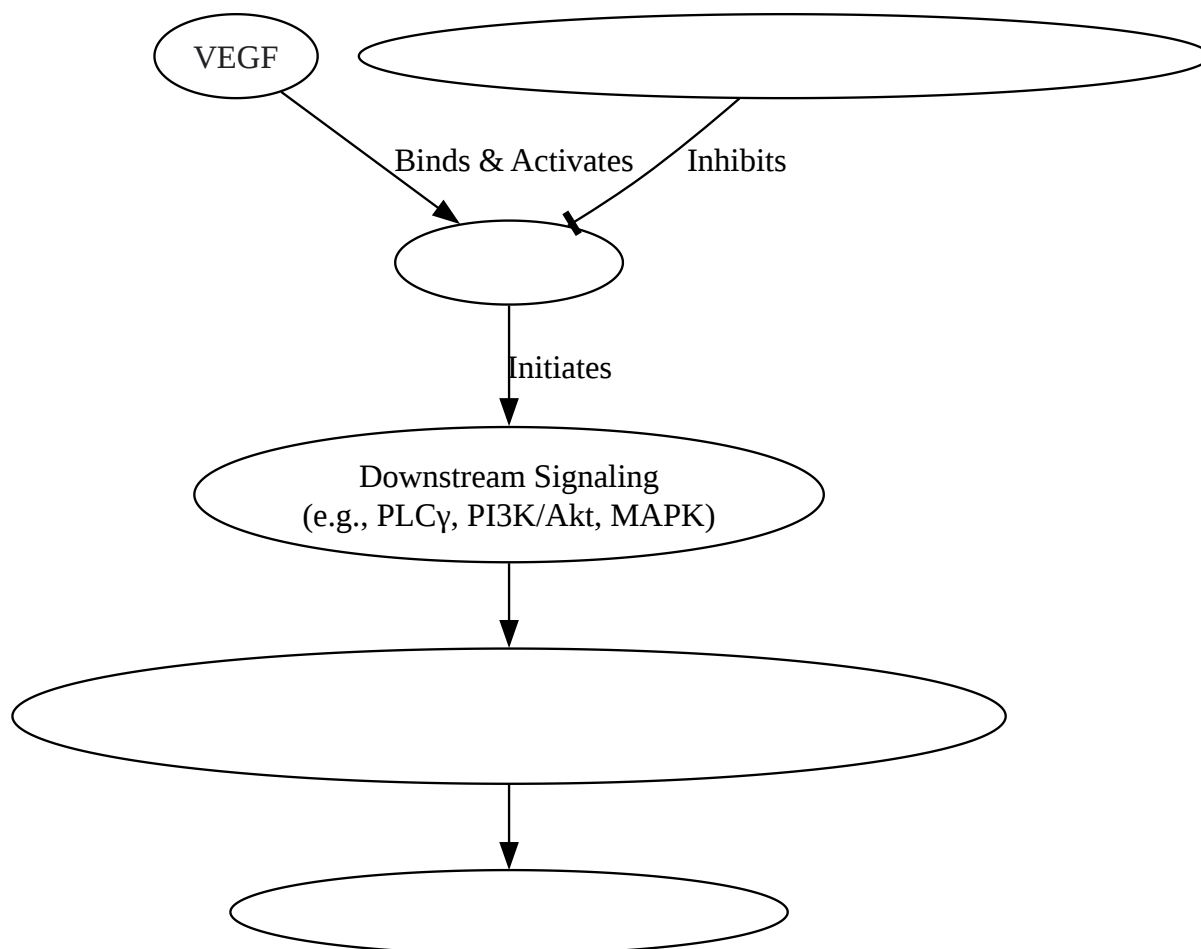 VEGF
Binds & Activates
Inhibits
Initiates
Downstream Signaling
(e.g., PLCγ, PI3K/Akt, MAPK)